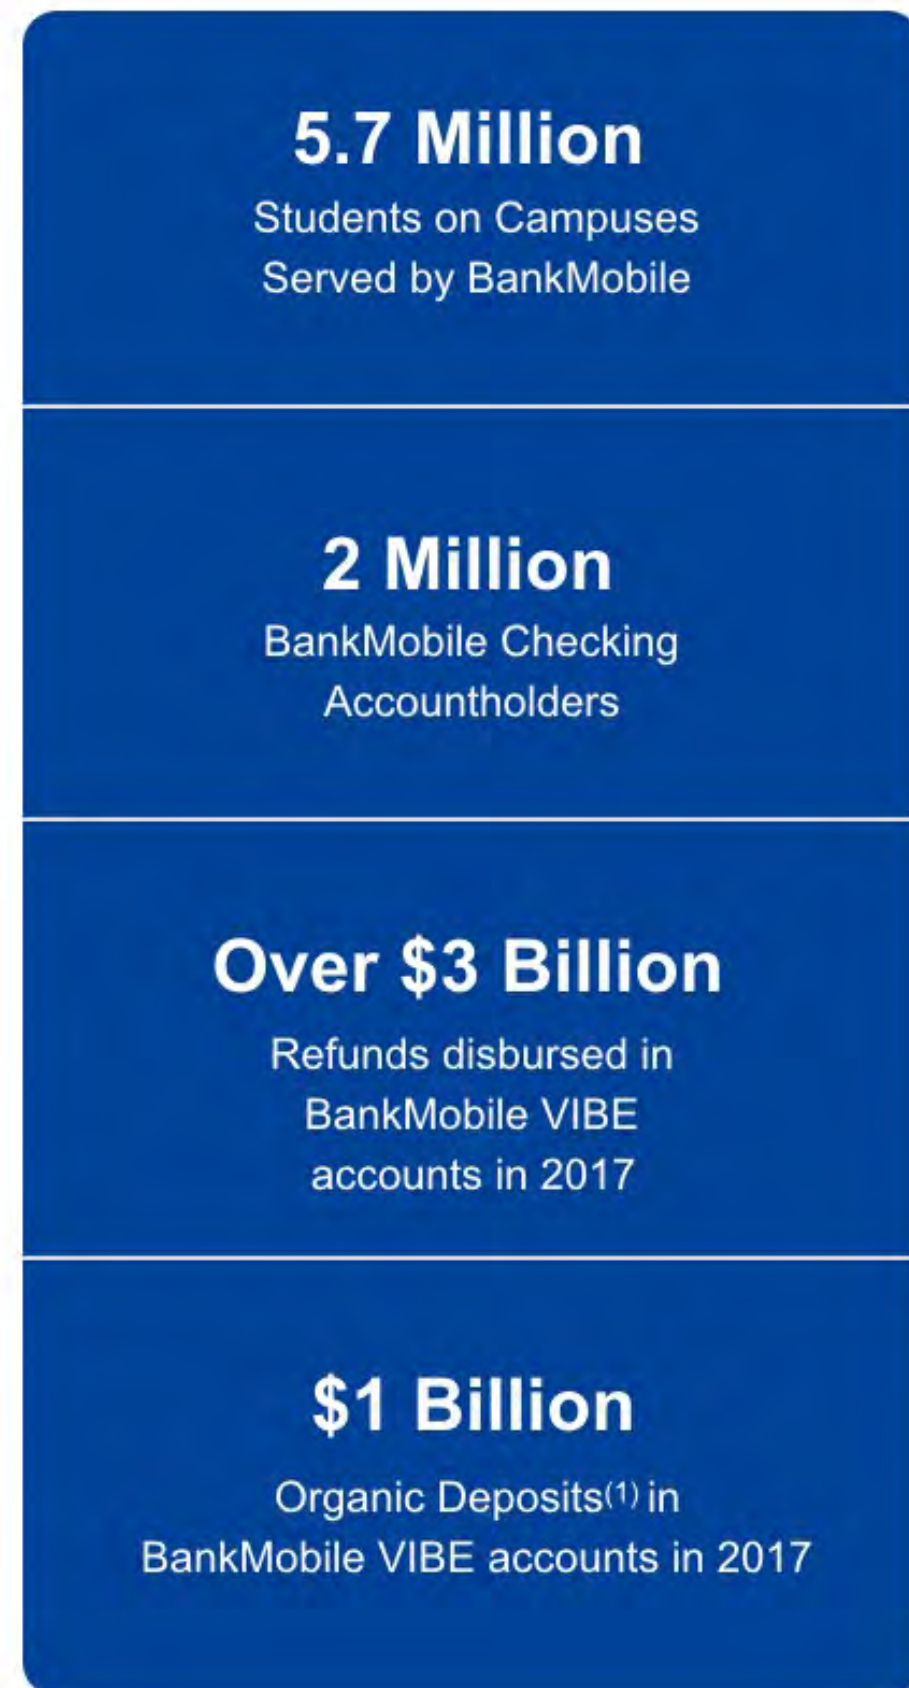 5.7 Million
Students on Campuses
Served by BankMobile
2 Million
BankMobile Checking
Accountholders
Over $3 Billion
Refunds disbursed in
BankMobile VIBE
accounts in 2017
$1 Billion
Organic Deposits(1) in
BankMobile VIBE accounts in 2017